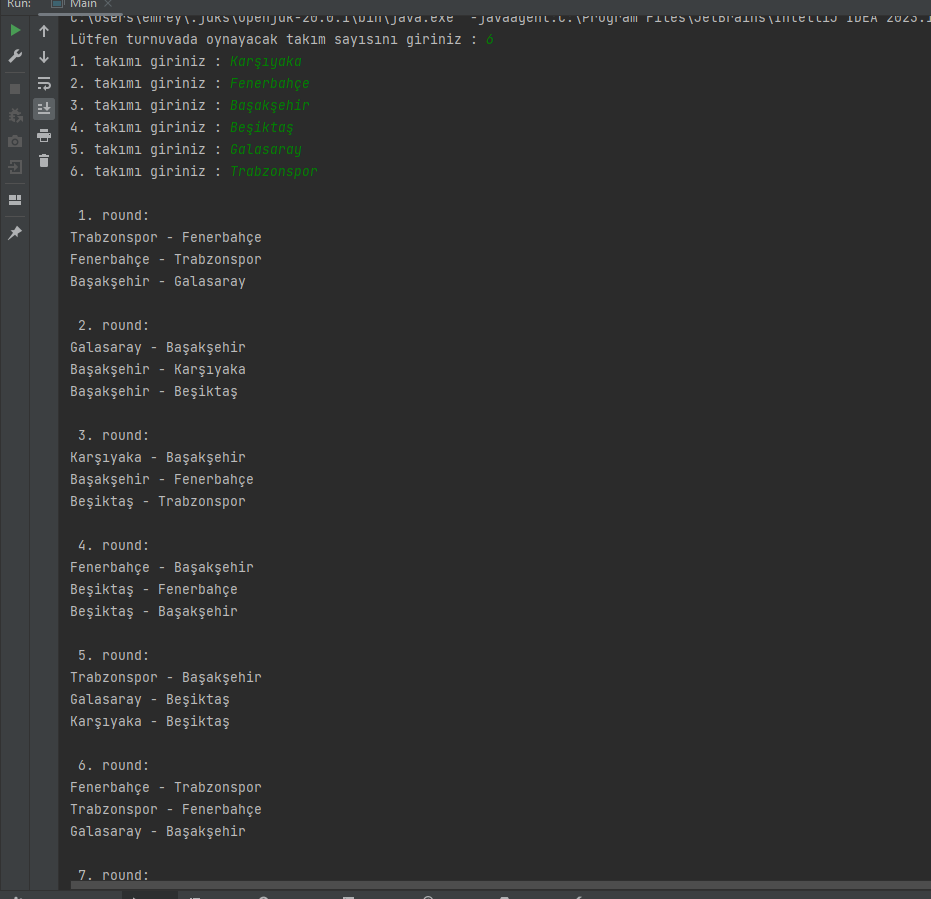 Run: Main
C:\Users\emrey\.jdks\openjdk-20.0.1\bin\java.exe "-javaagent:C:\Program Files\JetBrains\IntelliJ IDEA 2023.1
Lütfen turnuvada oynayacak takım sayısını giriniz : 6
1. takımı giriniz : Karşıyaka
2. takımı giriniz : Fenerbahçe
3. takımı giriniz : Başakşehir
4. takımı giriniz : Beşiktaş
5. takımı giriniz : Galasaray
6. takımı giriniz : Trabzonspor
1. round:
Trabzonspor - Fenerbahçe
Fenerbahçe - Trabzonspor
Başakşehir - Galasaray
2. round:
Galasaray - Başakşehir
Başakşehir - Karşıyaka
Başakşehir - Beşiktaş
3. round:
Karşıyaka - Başakşehir
Başakşehir - Fenerbahçe
Beşiktaş - Trabzonspor
4. round:
Fenerbahçe - Başakşehir
Beşiktaş - Fenerbahçe
Beşiktaş - Başakşehir
5. round:
Trabzonspor - Başakşehir
Galasaray - Beşiktaş
Karşıyaka - Beşiktaş
6. round:
Fenerbahçe - Trabzonspor
Trabzonspor - Fenerbahçe
Galasaray - Başakşehir
7. round: